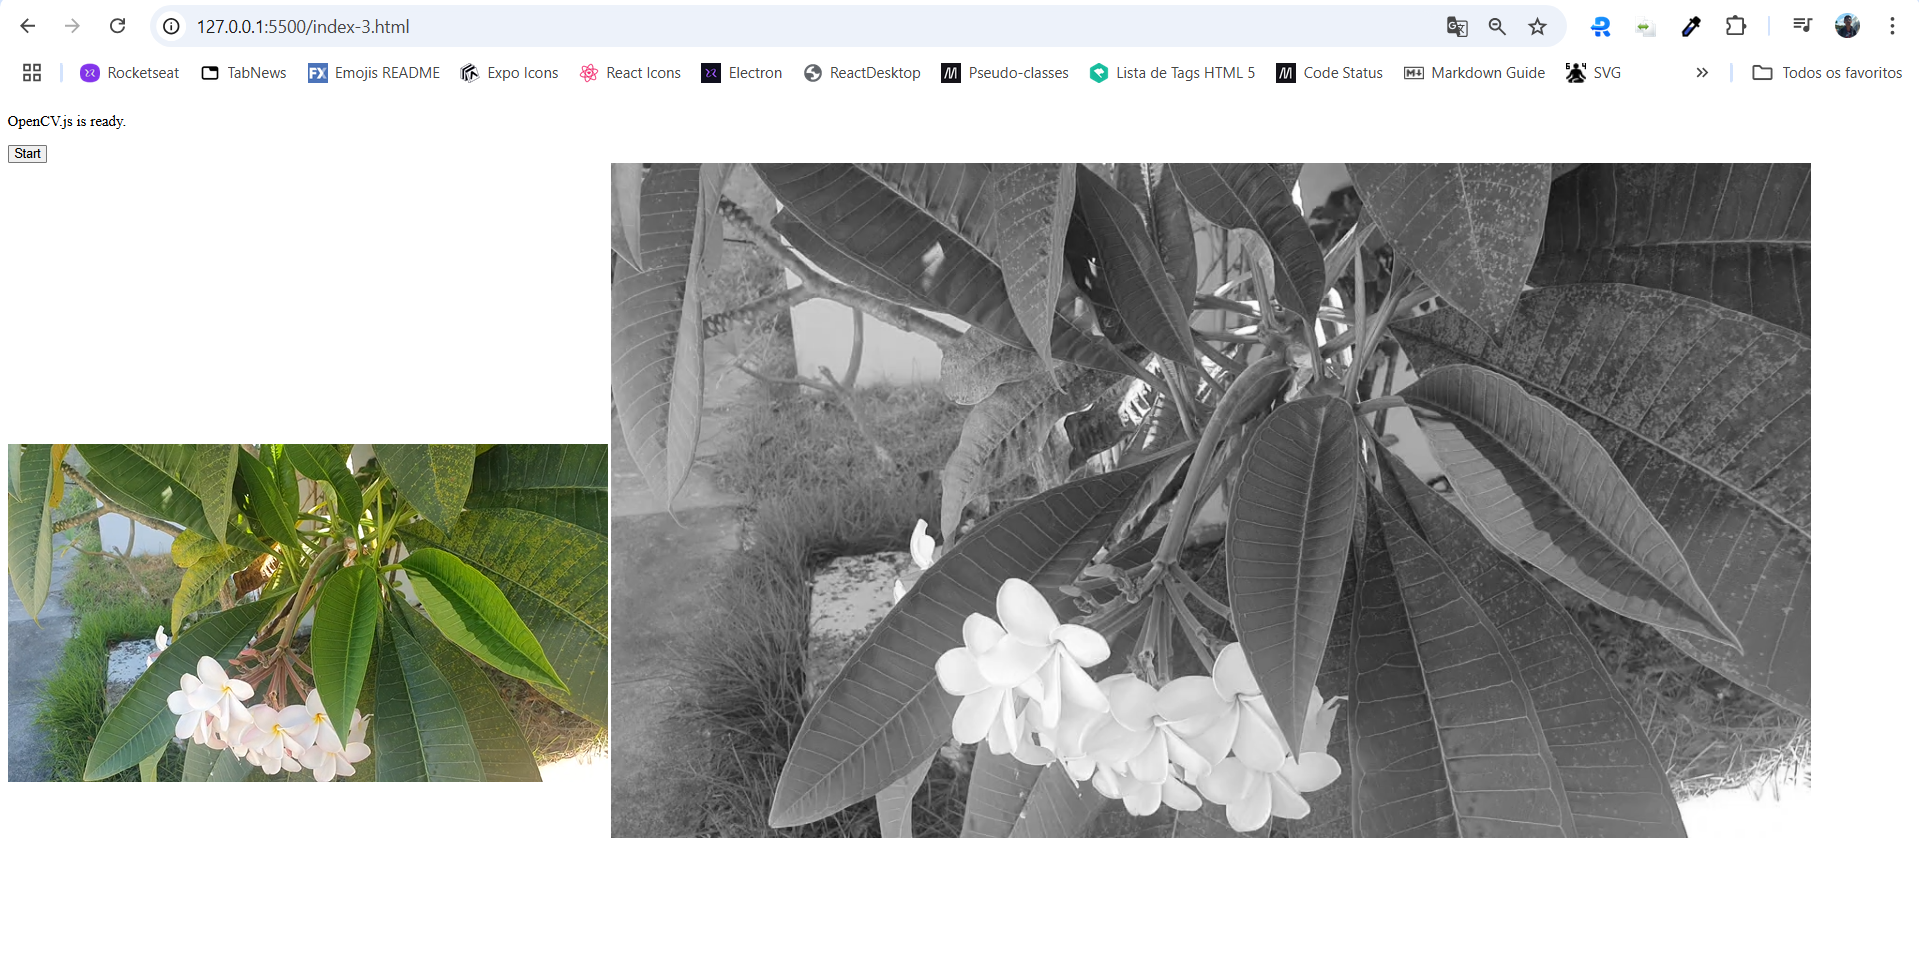 127.0.0.1:5500/index-3.html
Rocketseat TabNews Emojis README Expo Icons React Icons Electron ReactDesktop Pseudo-classes Lista de Tags HTML 5 Code Status Markdown Guide SVG Todos os favoritos
OpenCV.js is ready.
Start